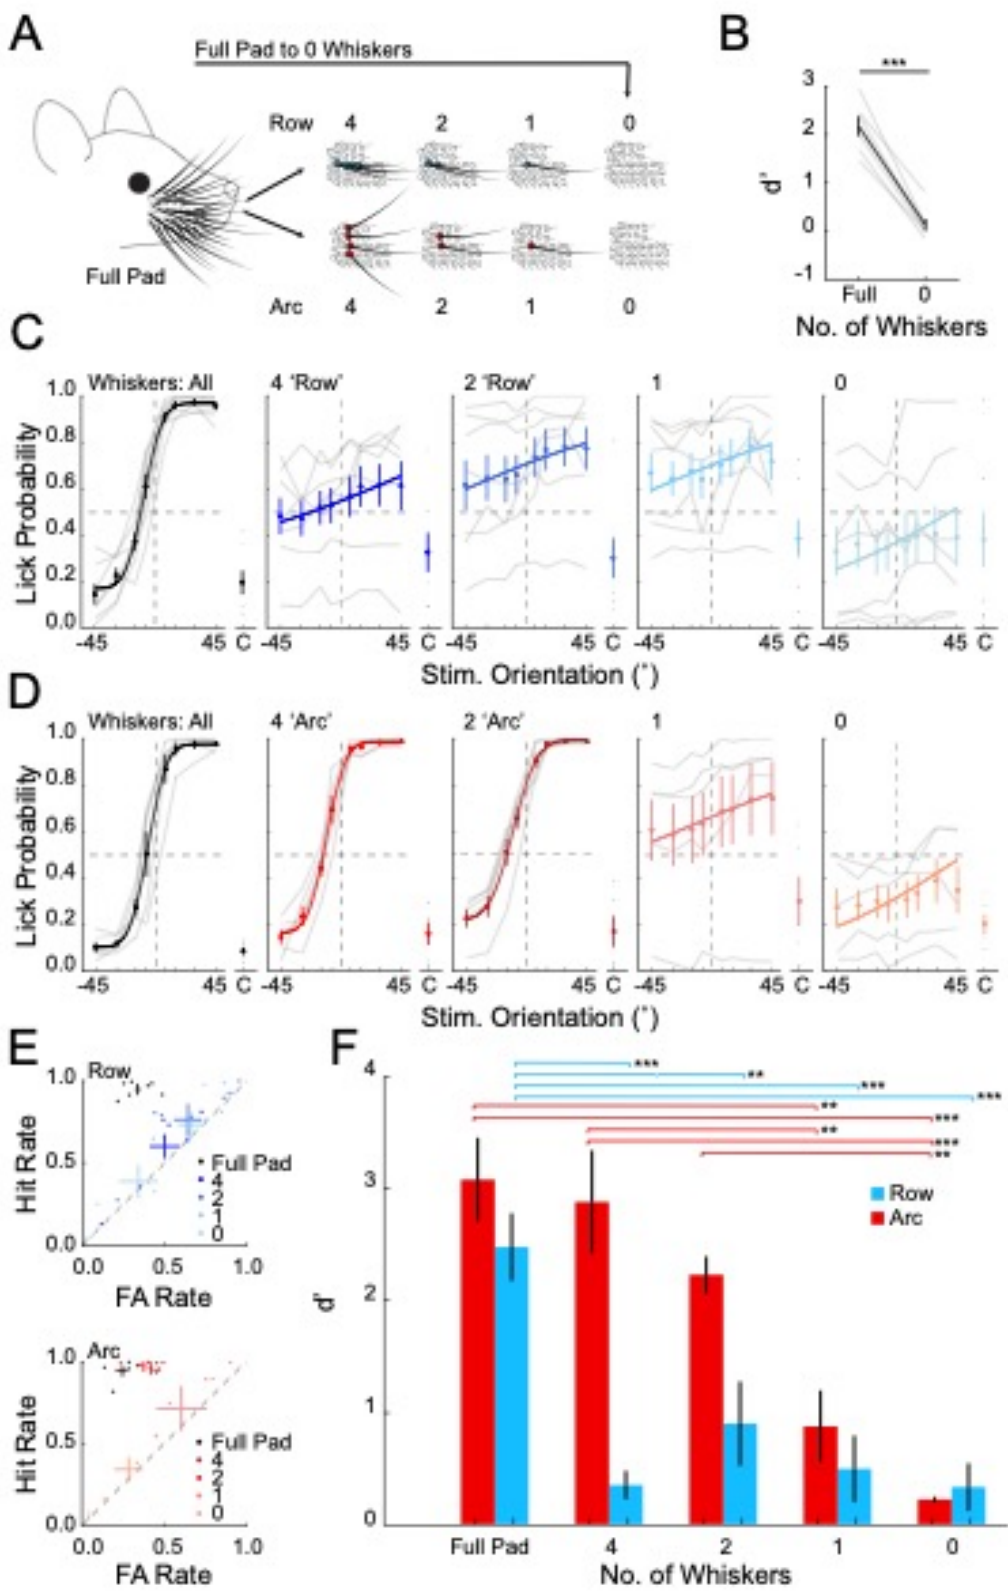 A
B
Full Pad to 0 Whiskers
Row 4 2 1 0
Full Pad
Arc 4 2 1 0
***
3
2
1
0
-1
d'
Full 0
No. of Whiskers
C
Whiskers: All
4 'Row'
2 'Row'
1
0
1.0
0.8
0.6
0.4
0.2
0.0
Lick Probability
-45 45 C -45 45 C -45 45 C -45 45 C -45 45 C
Stim. Orientation (˚)
D
Whiskers: All
4 'Arc'
2 'Arc'
1
0
1.0
0.8
0.6
0.4
0.2
0.0
Lick Probability
-45 45 C -45 45 C -45 45 C -45 45 C -45 45 C
Stim. Orientation (˚)
E
Row
1.0
0.5
0.0
Hit Rate
Full Pad
4
2
1
0
0.0 0.5 1.0
FA Rate
Arc
1.0
0.5
0.0
Hit Rate
Full Pad
4
2
1
0
0.0 0.5 1.0
FA Rate
F
***
**
***
***
**
***
**
***
**
Row
Arc
4
3
2
1
0
d'
Full Pad 4 2 1 0
No. of Whiskers